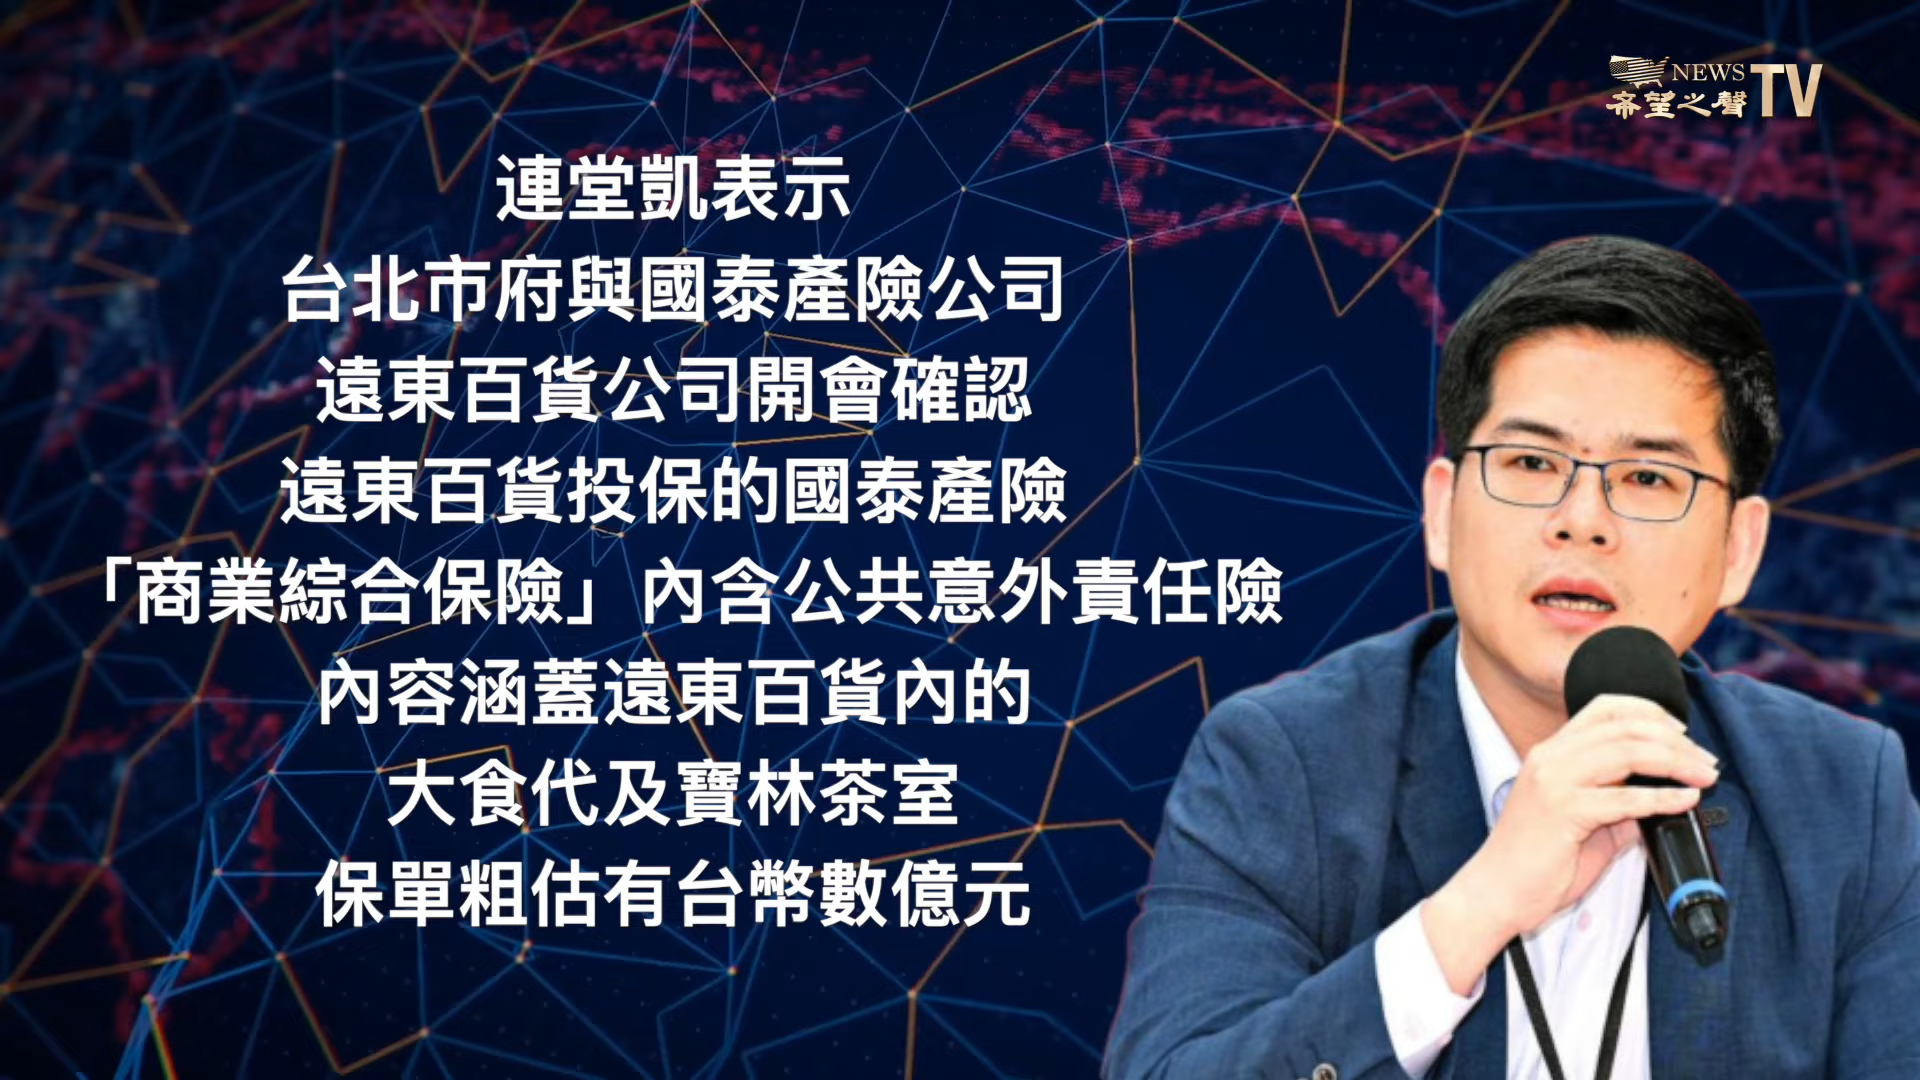 NEWS
希望之聲TV
連堂凱表示
台北市府與國泰產險公司
遠東百貨公司開會確認
遠東百貨投保的國泰產險
「商業綜合保險」內含公共意外責任險
內容涵蓋遠東百貨內的
大食代及寶林茶室
保單粗估有台幣數億元